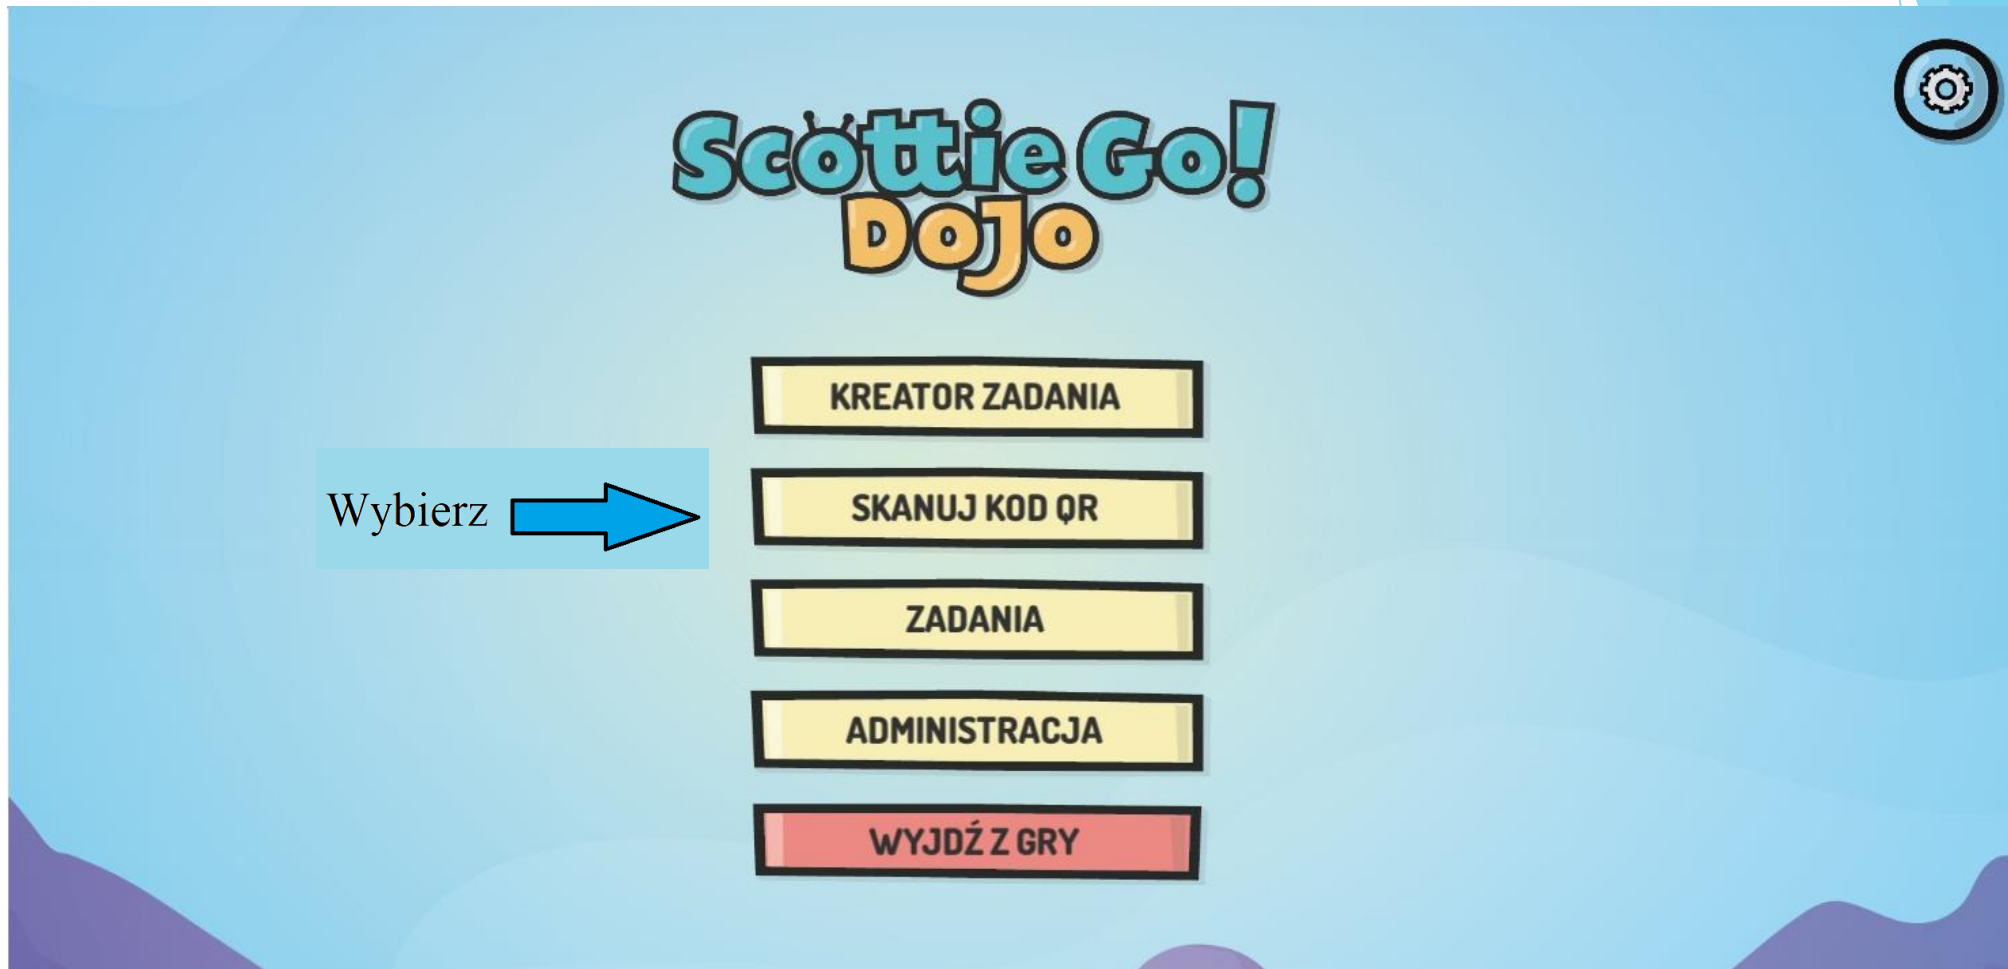 Scottie Go!
Dojo
KREATOR ZADANIA
Wybierz
SKANUJ KOD QR
ZADANIA
ADMINISTRACJA
WYJDŹ Z GRY